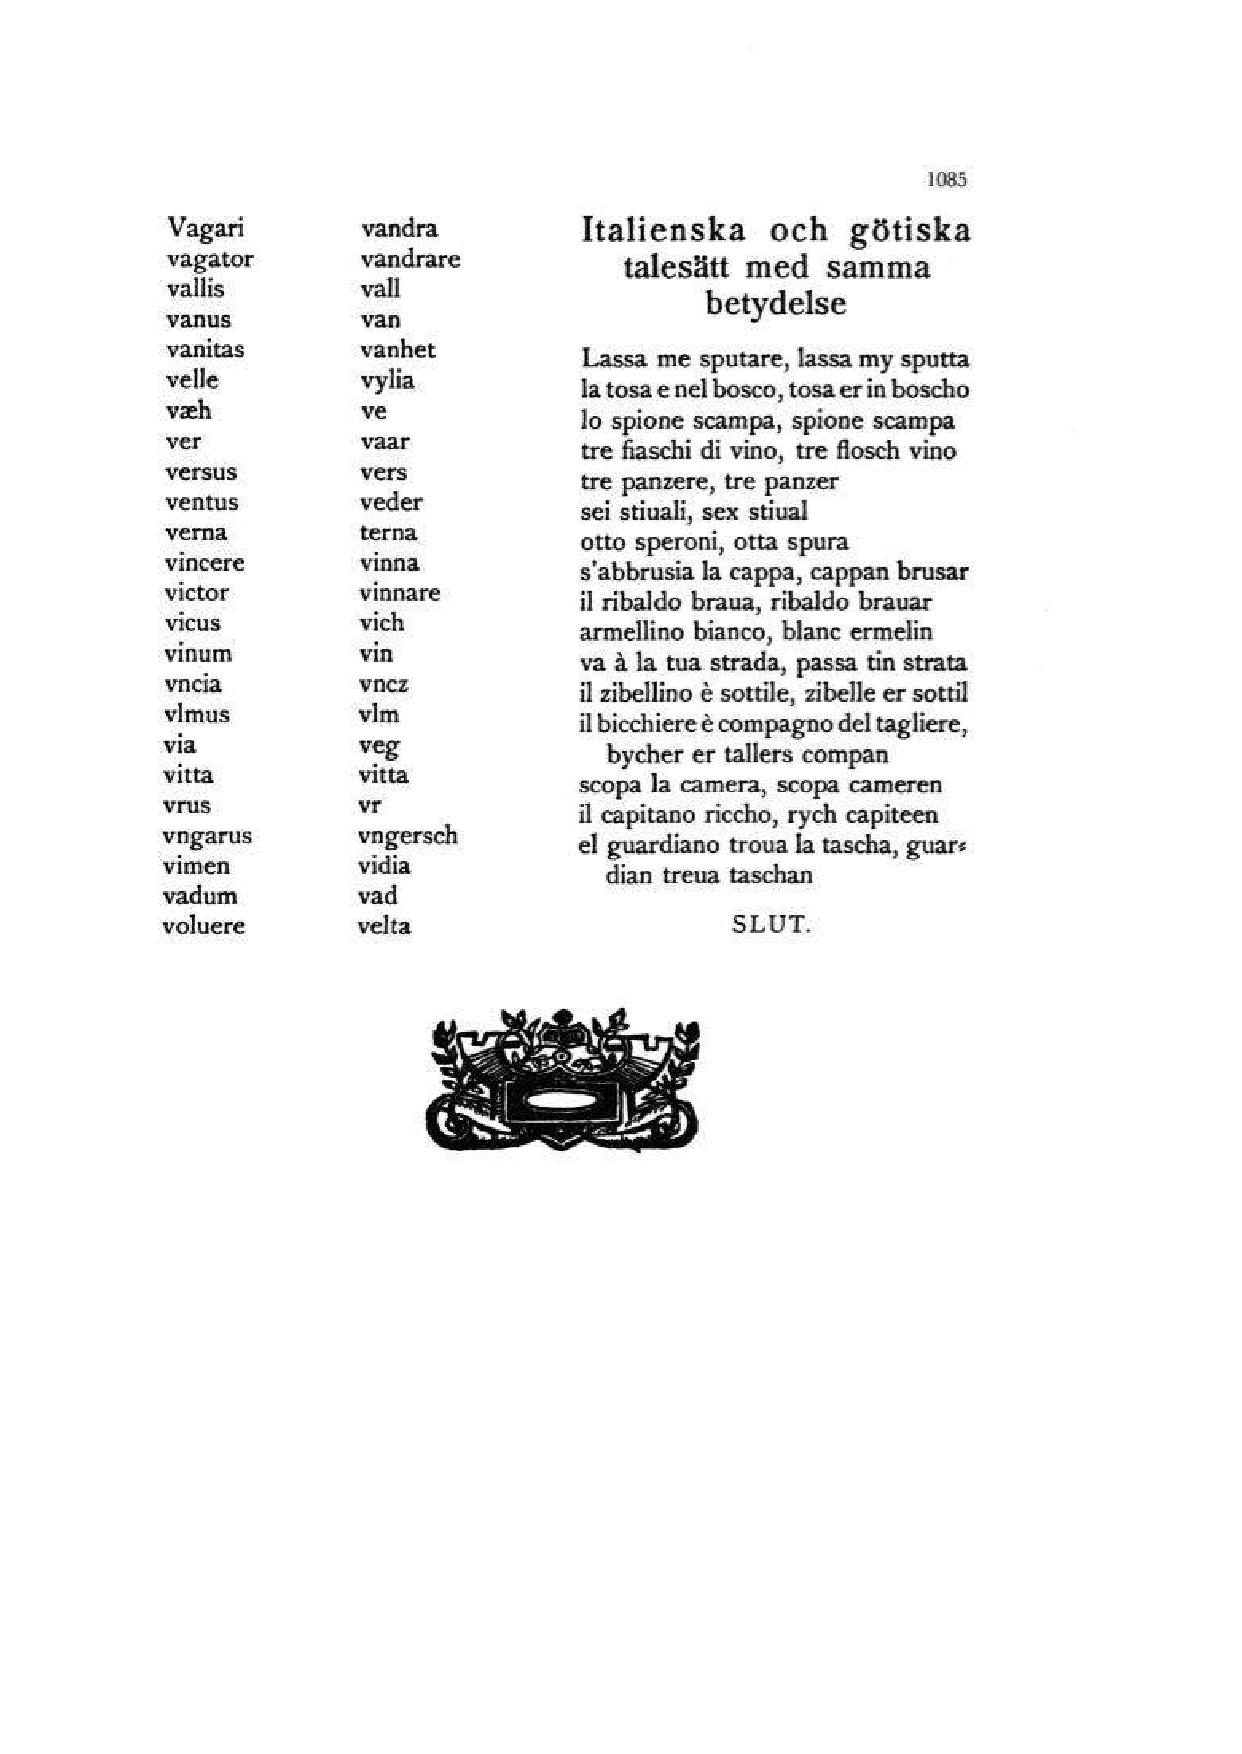 1085
Vagari vandra
vagator vandrare
vallis vall
vanus van
vanitas vanhet
velle vylia
væh ve
ver vaar
versus vers
ventus veder
verna terna
vincere vinna
victor vinnare
vicus vich
vinum vin
vncia vncz
vlmus vlm
via veg
vitta vitta
vrus vr
vngarus vngersch
vimen vidia
vadum vad
voluere velta
Italienska och götiska
talesätt med samma
betydelse
Lassa me sputare, lassa my sputta
la tosa e nel bosco, tosa er in boscho
lo spione scampa, spione scampa
tre fiaschi di vino, tre flosch vino
tre panzere, tre panzer
sei stiuali, sex stiual
otto speroni, otta spura
s'abbrusia la cappa, cappan brusar
il ribaldo braua, ribaldo brauar
armellino bianco, blanc ermelin
va à la tua strada, passa tin strata
il zibellino è sottile, zibelle er sottil
il bicchiere è compagno del tagliere,
bycher er tallers compan
scopa la camera, scopa cameren
il capitano riccho, rych capiteen
el guardiano troua la tascha, guar-
dian treua taschan
SLUT.